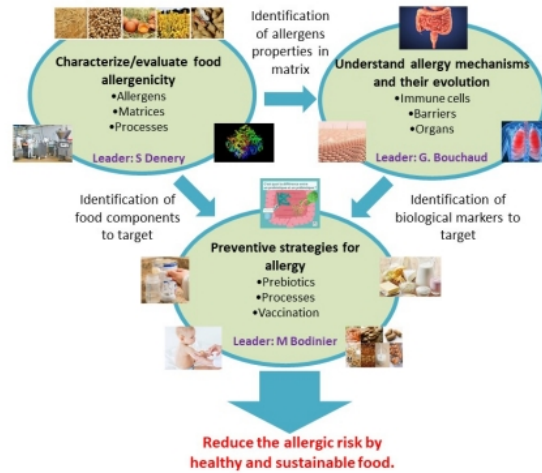 Identification
of allergens
properties in
matrix
Characterize/evaluate food
allergenicity
•Allergens
•Matrices
•Processes
Leader: S Denery
Understand allergy mechanisms
and their evolution
•Immune cells
•Barriers
•Organs
Leader: G. Bouchaud
Identification of
food components
to target
Identification of
biological markers to
target
Preventive strategies for
allergy
•Prebiotics
•Processes
•Vaccination
Leader: M Bodinier
Reduce the allergic risk by
healthy and sustainable food.